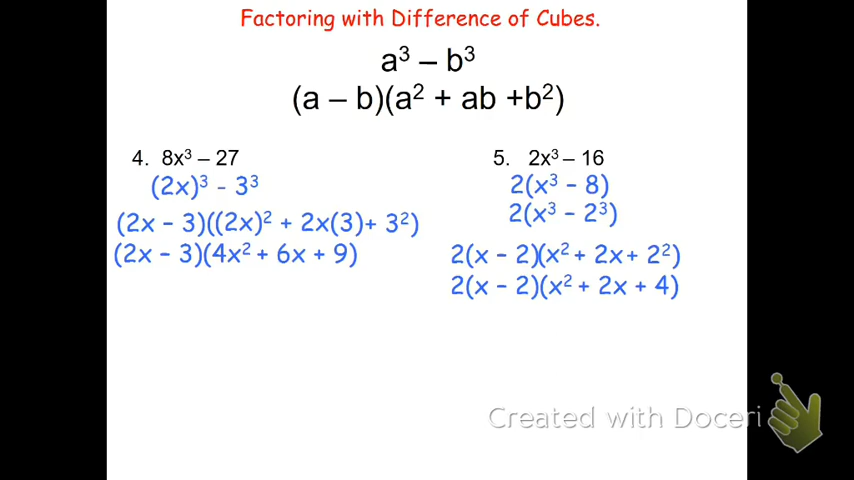 Factoring with Difference of Cubes.
a³ – b³
(a – b)(a² + ab +b²)
4. 8x³ – 27
(2x)³ - 3³
(2x – 3)((2x)² + 2x(3)+ 3²)
(2x – 3)(4x² + 6x + 9)
5. 2x³ – 16
2(x³ – 8)
2(x³ – 2³)
2(x – 2)(x² + 2x + 2²)
2(x – 2)(x² + 2x + 4)
Created with Doceri